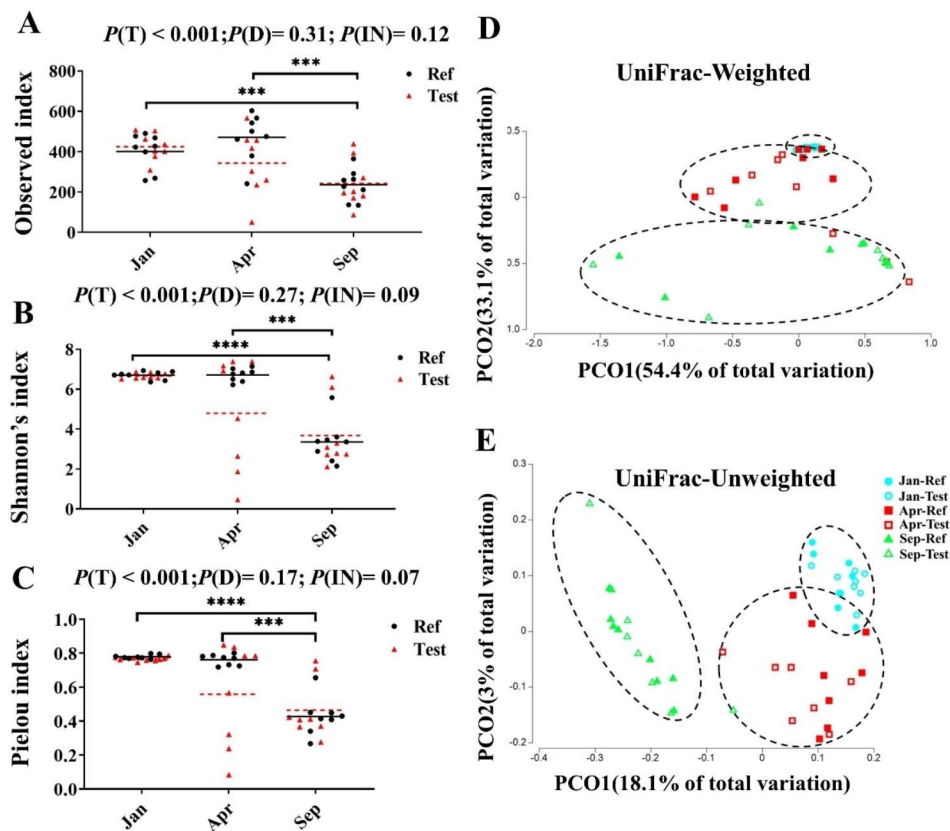 A
P(T) < 0.001;P(D)= 0.31; P(IN)= 0.12
***
***
Ref
Test
Observed index
800
600
400
200
0
Jan
Apr
Sep
B
P(T) < 0.001;P(D)= 0.27; P(IN)= 0.09
***
****
Ref
Test
Shannon's index
8
6
4
2
0
Jan
Apr
Sep
C
P(T) < 0.001;P(D)= 0.17; P(IN)= 0.07
****
***
Ref
Test
Pielou index
1.0
0.8
0.6
0.4
0.2
0.0
Jan
Apr
Sep
D
UniFrac-Weighted
PCO2(33.1% of total variation)
0.5
0
0.5
1.0
-2.0
-1.5
-1.0
-0.5
0
0.5
1.0
PCO1(54.4% of total variation)
E
UniFrac-Unweighted
PCO2(3% of total variation)
0.3
0.2
0.1
0
-0.1
-0.2
-0.4
-0.3
-0.2
-0.1
0
0.1
0.2
PCO1(18.1% of total variation)
Jan-Ref
Jan-Test
Apr-Ref
Apr-Test
Sep-Ref
Sep-Test